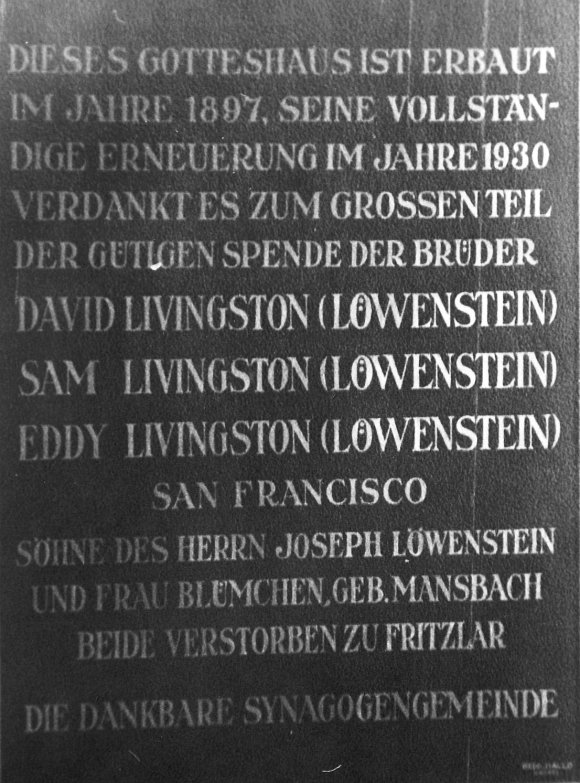 DIESES GOTTESHAUS IST ERBAUT
IM JAHRE 1897, SEINE VOLLSTÄN-
DIGE ERNEUERUNG IM JAHRE 1930
VERDANKT ES ZUM GROSSEN TEIL
DER GÜTIGEN SPENDE DER BRÜDER
DAVID LIVINGSTON (LÖWENSTEIN)
SAM LIVINGSTON (LÖWENSTEIN)
EDDY LIVINGSTON (LÖWENSTEIN)
SAN FRANCISCO
SÖHNE DES HERRN JOSEPH LÖWENSTEIN
UND FRAU BLÜMCHEN, GEB. MANSBACH
BEIDE VERSTORBEN ZU FRITZLAR
DIE DANKBARE SYNAGOGENGEMEINDE
HALLO